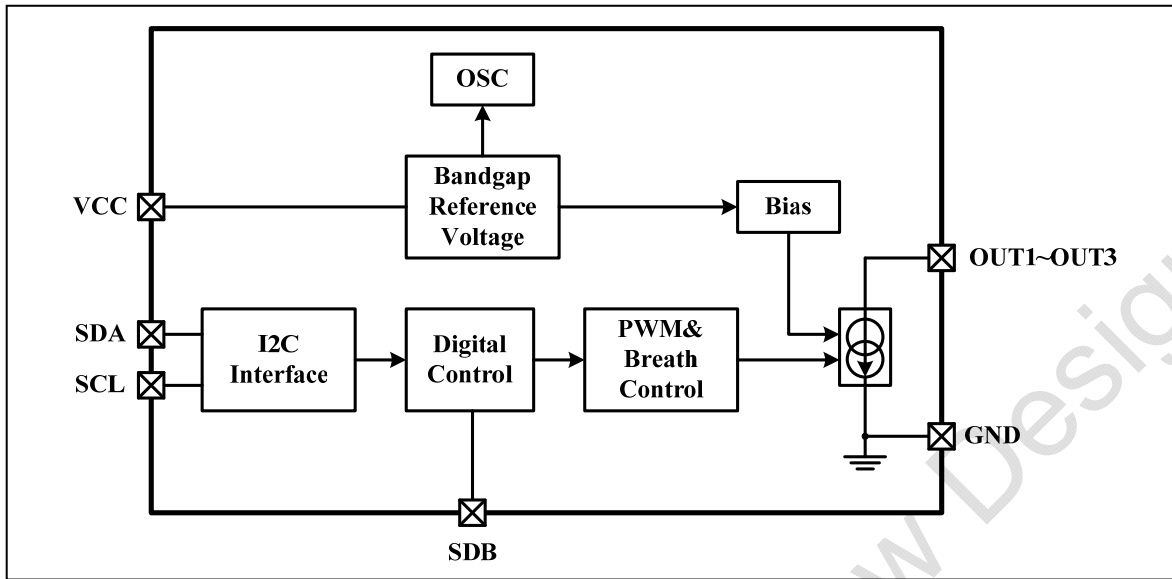 OSC
Bandgap
Reference
Voltage
Bias
VCC
OUT1~OUT3
SDA
SCL
I2C
Interface
Digital
Control
PWM&
Breath
Control
GND
SDB
w Design